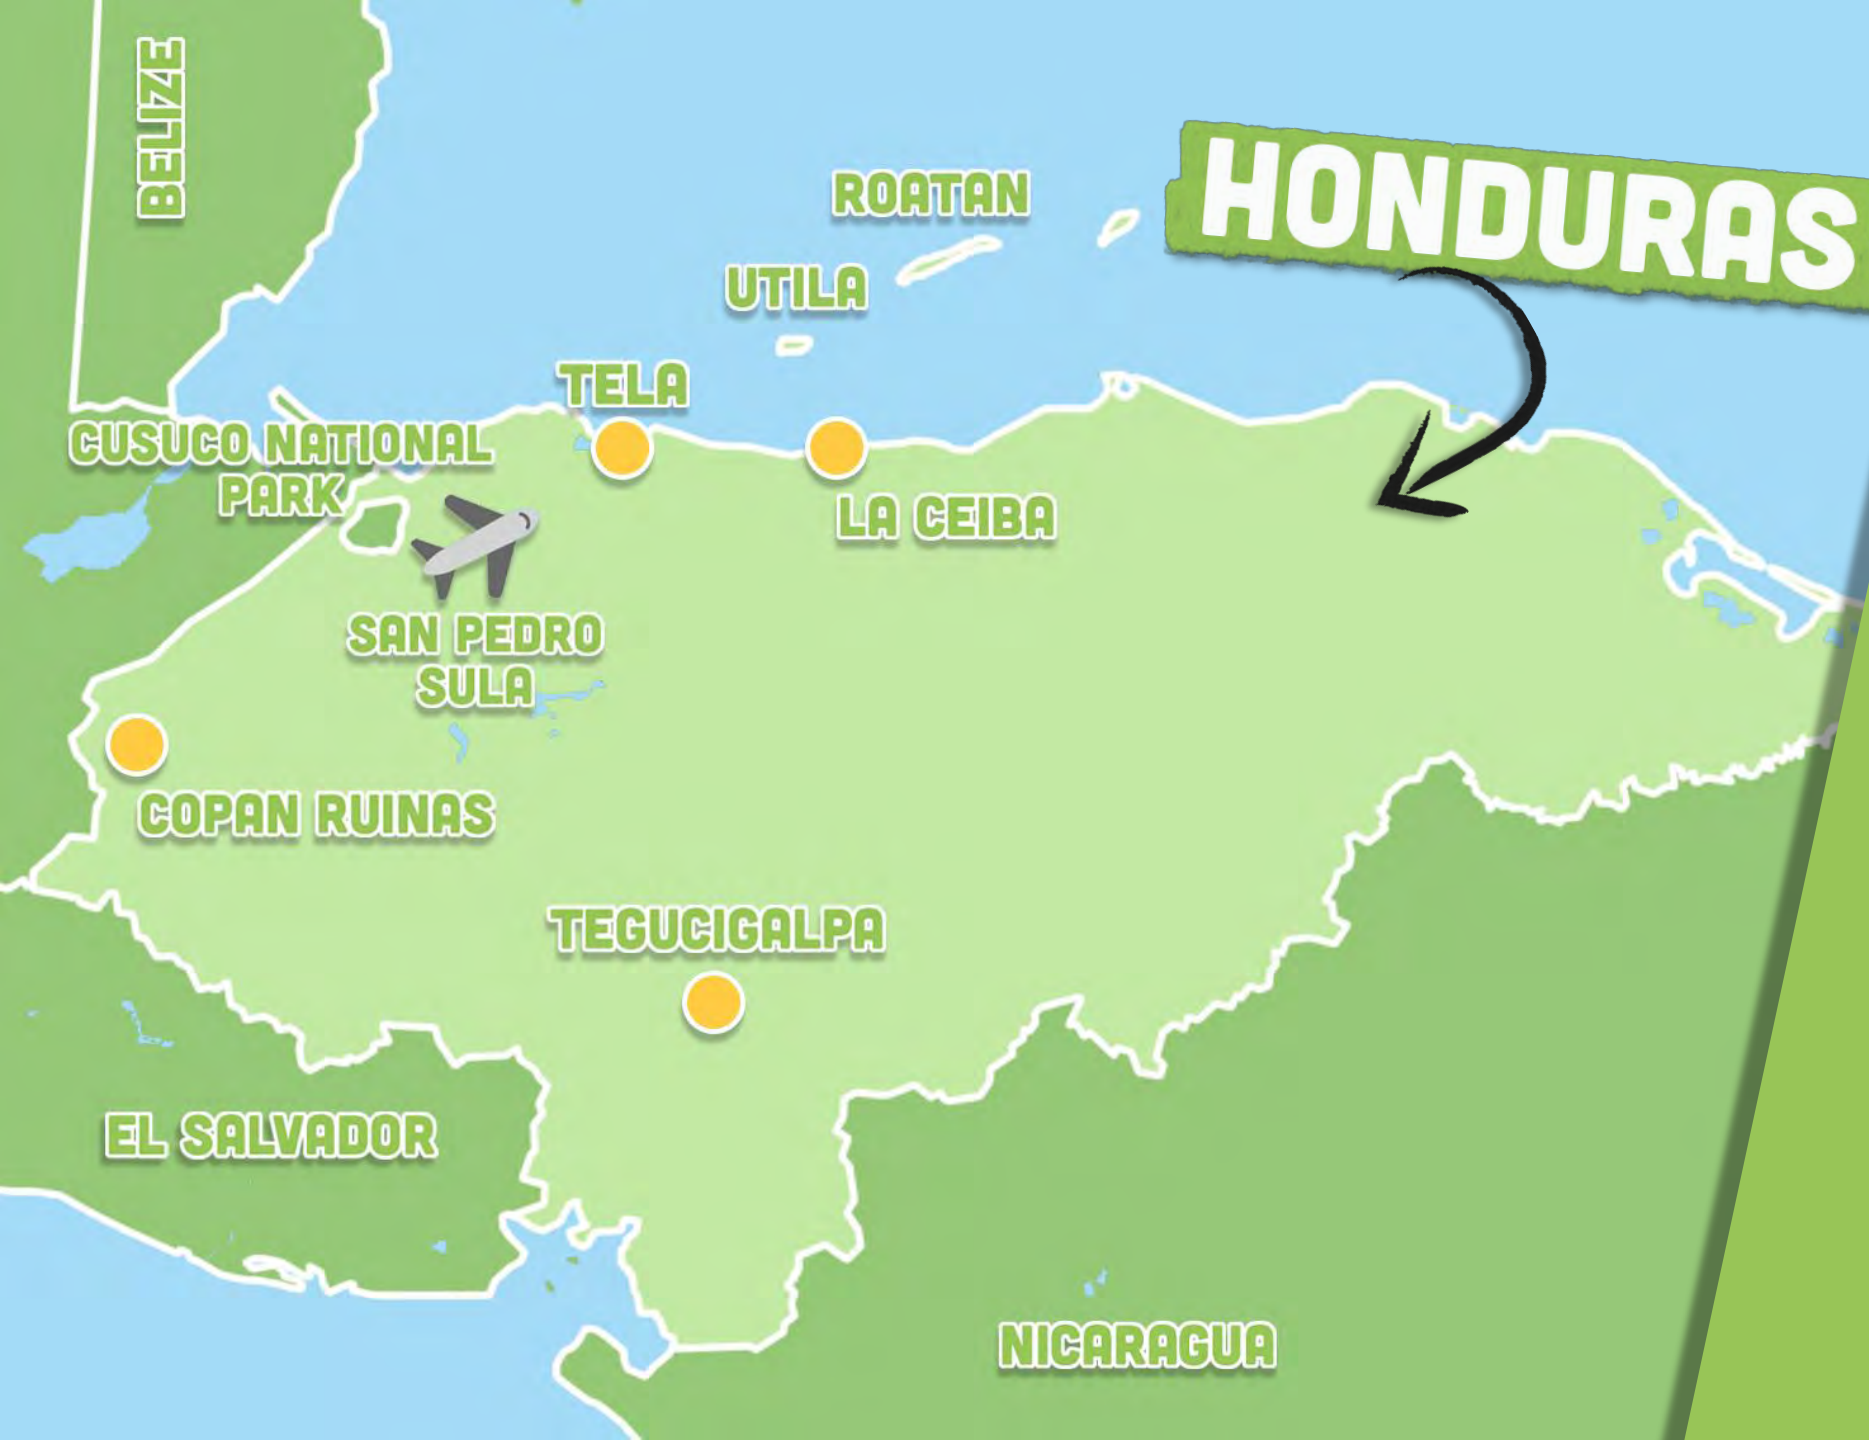 BELIZE
ROATAN
HONDURAS
UTILA
TELA
CUSUCO NATIONAL
PARK
LA CEIBA
SAN PEDRO
SULA
COPAN RUINAS
TEGUCIGALPA
EL SALVADOR
NICARAGUA